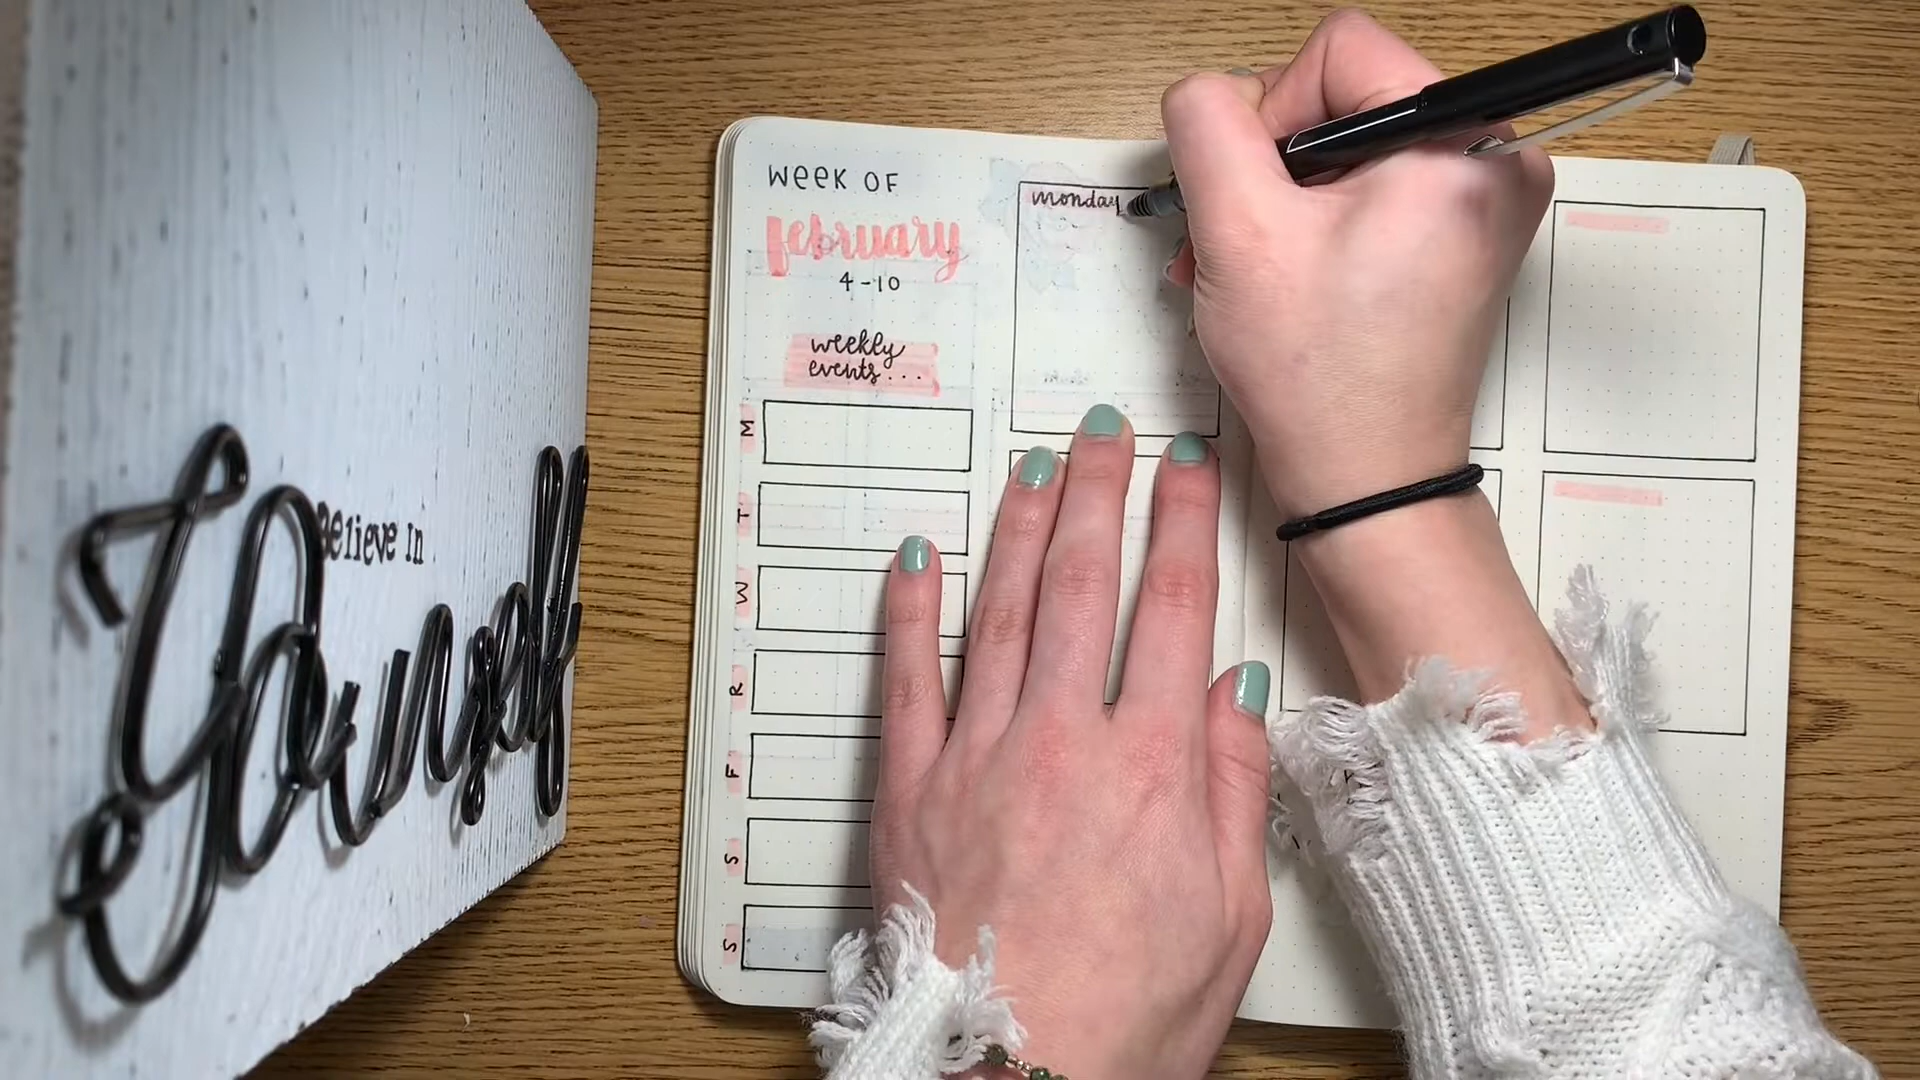 Believe in
Yourself
WEEK OF
february
4-10
weekly
events...
M
T
W
R
F
S
S
monday